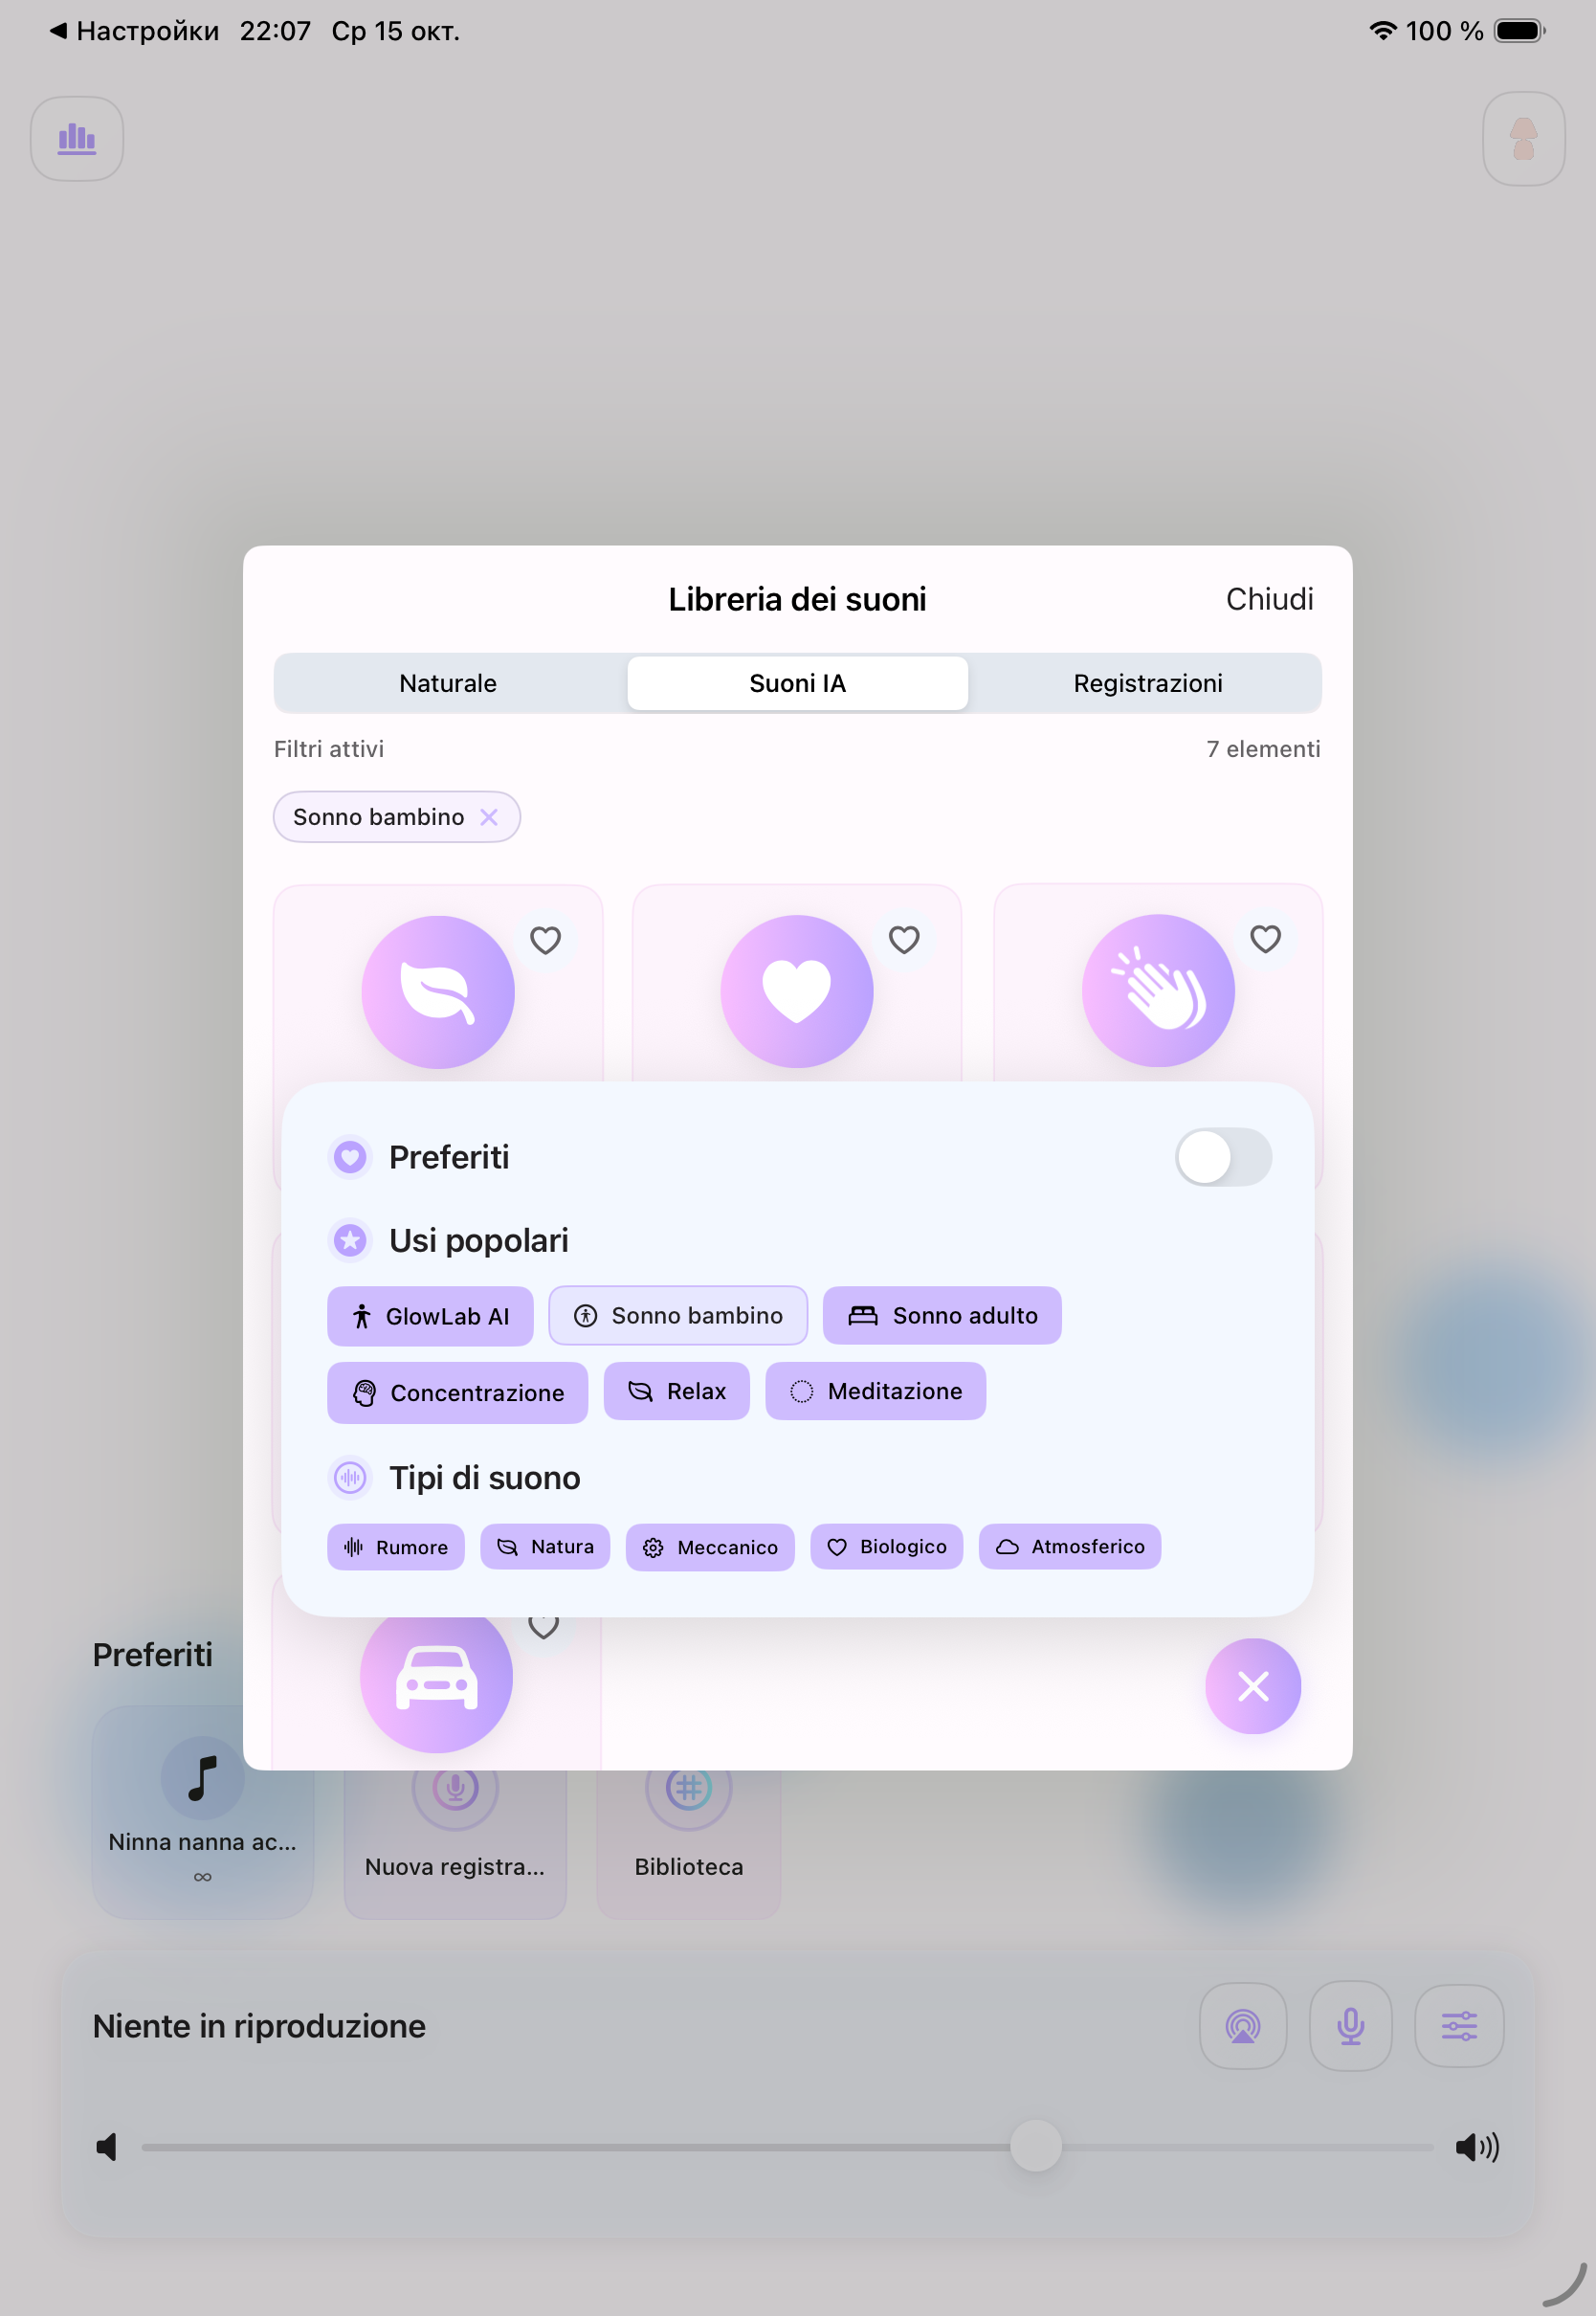 Настройки 22:07 Ср 15 окт. 100 %
Libreria dei suoni Chiudi
Naturale Suoni IA Registrazioni
Filtri attivi 7 elementi
Sonno bambino
Preferiti
Usi popolari
GlowLab AI Sonno bambino Sonno adulto
Concentrazione Relax Meditazione
Tipi di suono
Rumore Natura Meccanico Biologico Atmosferico
Preferiti
Ninna nanna ac...
∞
Nuova registra... Biblioteca
Niente in riproduzione